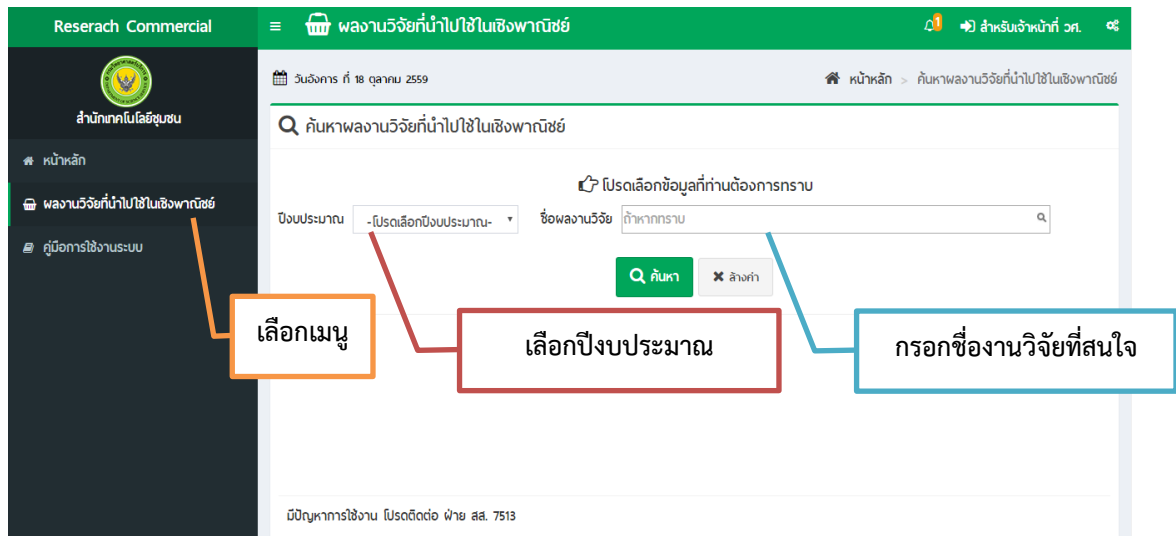 Reserach Commercial
ผลงานวิจัยที่นำไปใช้ในเชิงพาณิชย์
1
สำหรับเจ้าหน้าที่ วศ.
สำนักเทคโนโลยีชุมชน
หน้าหลัก
ผลงานวิจัยที่นำไปใช้ในเชิงพาณิชย์
คู่มือการใช้งานระบบ
วันอังคาร ที่ 18 ตุลาคม 2559
หน้าหลัก > ค้นหาผลงานวิจัยที่นำไปใช้ในเชิงพาณิชย์
ค้นหาผลงานวิจัยที่นำไปใช้ในเชิงพาณิชย์
โปรดเลือกข้อมูลที่ท่านต้องการทราบ
ปีงบประมาณ -โปรดเลือกปีงบประมาณ- ชื่อผลงานวิจัย ถ้าหากทราบ
ค้นหา ล้างค่า
เลือกเมนู
เลือกปีงบประมาณ
กรอกชื่องานวิจัยที่สนใจ
มีปัญหาการใช้งาน โปรดติดต่อ ฝ่าย สส. 7513